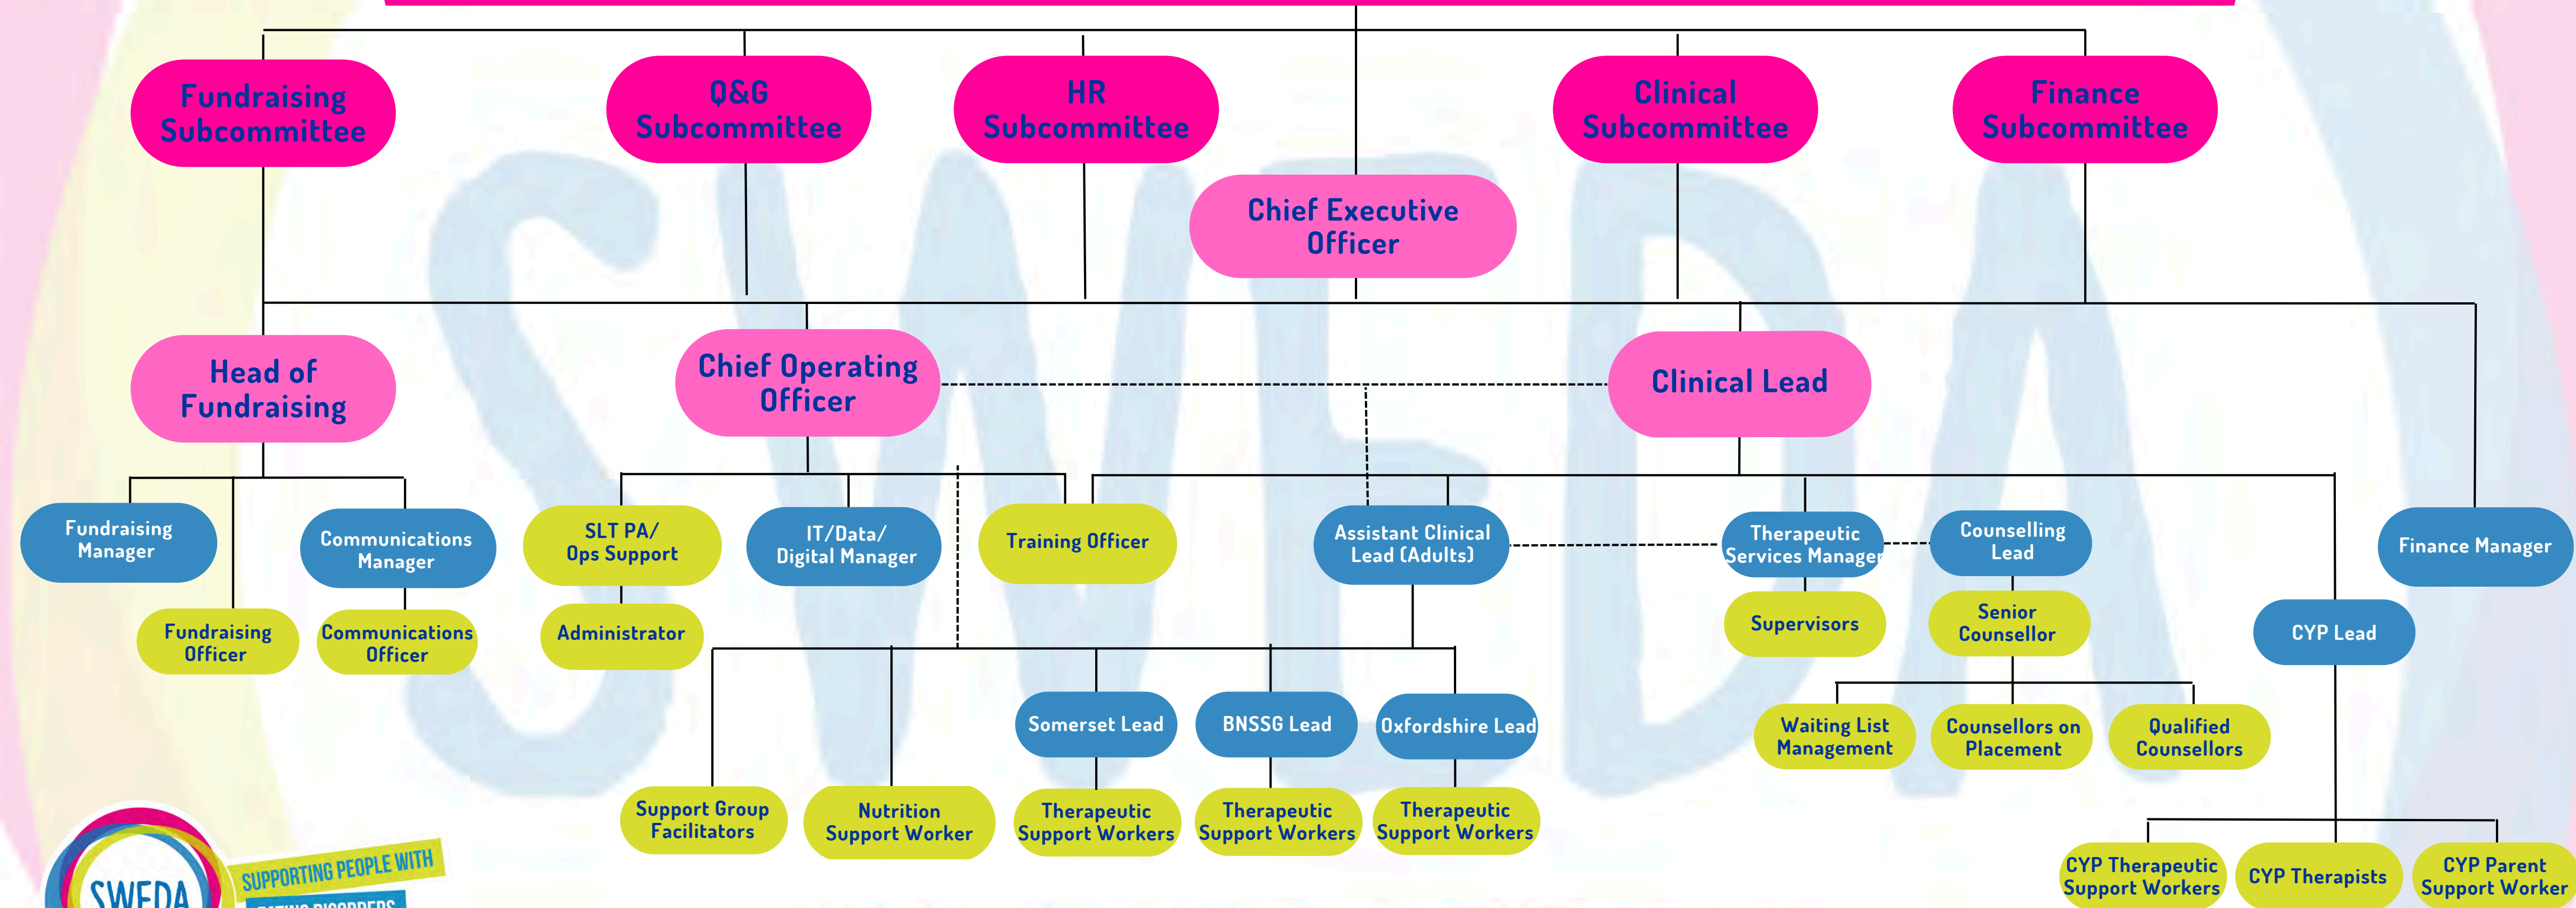 Fundraising
Subcommittee
Q&G
Subcommittee
HR
Subcommittee
Clinical
Subcommittee
Finance
Subcommittee
Chief Executive
Officer
Head of
Fundraising
Chief Operating
Officer
Clinical Lead
Fundraising
Manager
Communications
Manager
SLT PA/
Ops Support
IT/Data/
Digital Manager
Training Officer
Assistant Clinical
Lead (Adults)
Therapeutic
Services Manager
Counselling
Lead
Finance Manager
Fundraising
Officer
Communications
Officer
Administrator
Supervisors
Senior
Counsellor
CYP Lead
Somerset Lead
BNSSG Lead
Oxfordshire Lead
Waiting List
Management
Counsellors on
Placement
Qualified
Counsellors
Support Group
Facilitators
Nutrition
Support Worker
Therapeutic
Support Workers
Therapeutic
Support Workers
Therapeutic
Support Workers
CYP Therapeutic
Support Workers
CYP Therapists
CYP Parent
Support Worker
SWEDA
SUPPORTING PEOPLE WITH
EATING DISORDERS
SWEDA